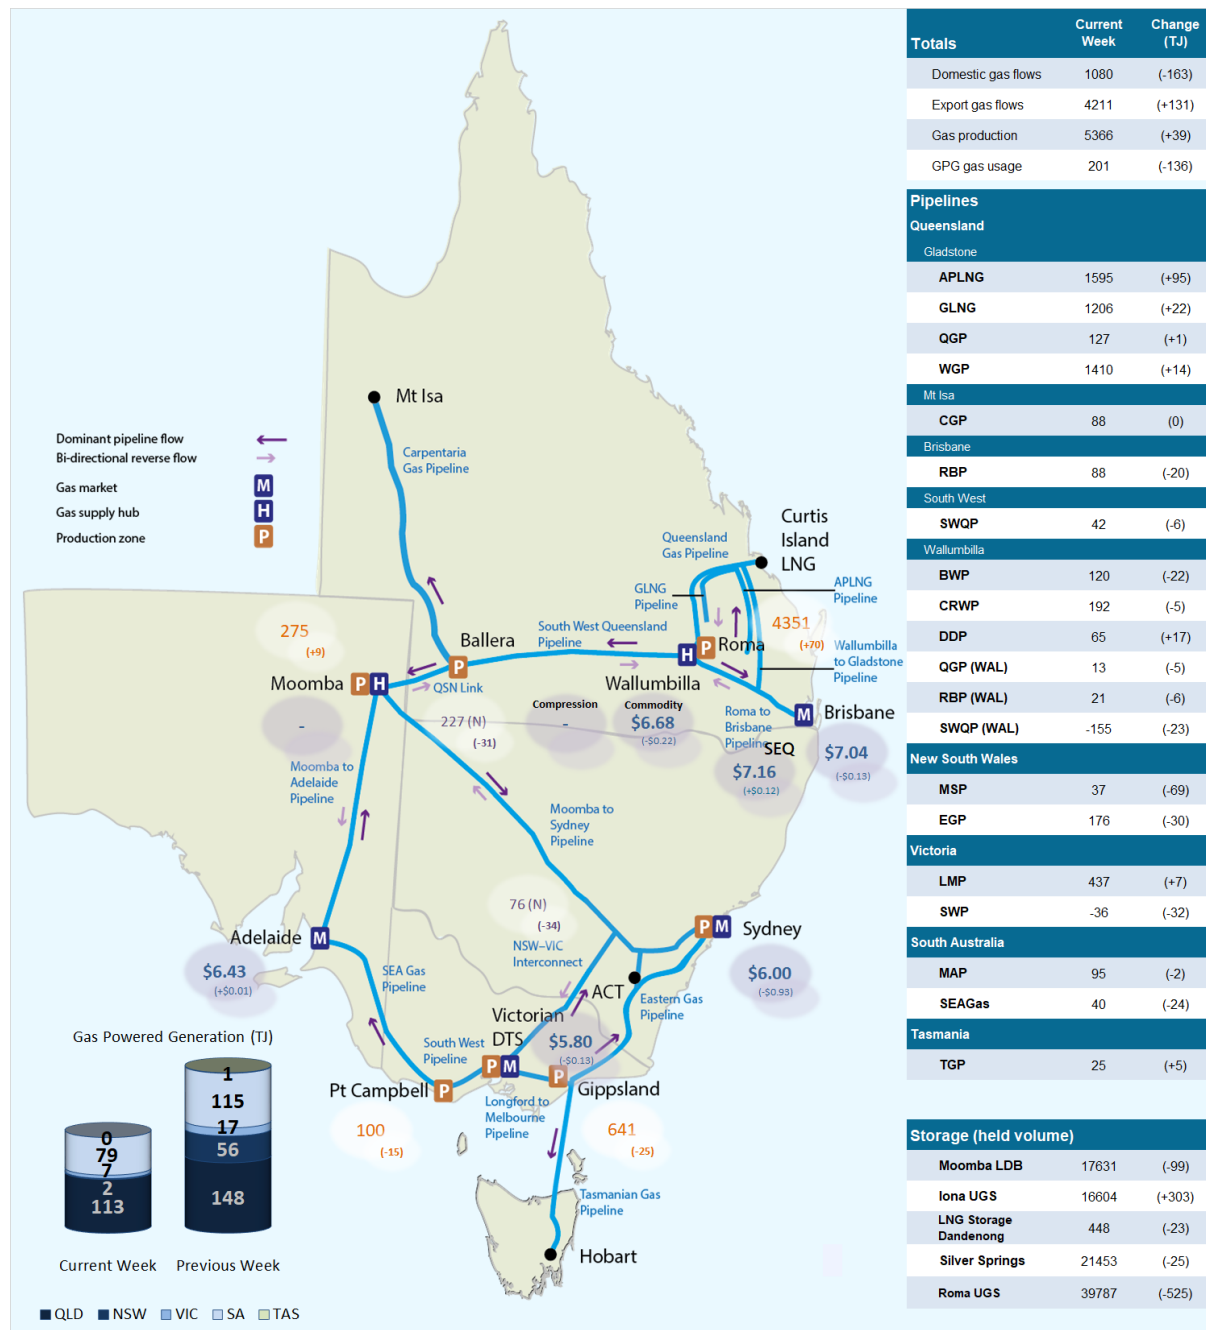 Mt Isa
Carpentaria
Gas Pipeline
Dominant pipeline flow
Bi-directional reverse flow
Gas market
M
Gas supply hub
H
Production zone
P
Curtis
Island
LNG
Queensland
Gas Pipeline
GLNG
Pipeline
APLNG
Pipeline
4351
(+70)
Wallumbilla
to Gladstone
Pipeline
275
(+9)
Ballera
P
South West Queensland
Pipeline
H
P
Roma
Moomba
P
H
QSN Link
Wallumbilla
Roma to
Brisbane
Pipeline
M
Brisbane
-
227 (N)
(-31)
Compression
-
Commodity
$6.68
(-$0.22)
SEQ
$7.16
(+$0.12)
$7.04
(-$0.13)
Moomba to
Adelaide
Pipeline
Moomba to
Sydney
Pipeline
76 (N)
(-34)
NSW–VIC
Interconnect
Adelaide
M
$6.43
(+$0.01)
SEA Gas
Pipeline
P
M
Sydney
$6.00
(-$0.93)
ACT
Eastern Gas
Pipeline
Victorian
DTS
$5.80
(-$0.13)
South West
Pipeline
P
M
P
Gippsland
Pt Campbell
P
100
(-15)
Longford to
Melbourne
Pipeline
641
(-25)
Tasmanian Gas
Pipeline
Hobart
Gas Powered Generation (TJ)
0
79
7
2
113
1
115
17
56
148
Current Week
Previous Week
QLD
NSW
VIC
SA
TAS
Totals Current Week Change (TJ)
Domestic gas flows 1080 (-163)
Export gas flows 4211 (+131)
Gas production 5366 (+39)
GPG gas usage 201 (-136)
Pipelines
Queensland
Gladstone
APLNG 1595 (+95)
GLNG 1206 (+22)
QGP 127 (+1)
WGP 1410 (+14)
Mt Isa
CGP 88 (0)
Brisbane
RBP 88 (-20)
South West
SWQP 42 (-6)
Wallumbilla
BWP 120 (-22)
CRWP 192 (-5)
DDP 65 (+17)
QGP (WAL) 13 (-5)
RBP (WAL) 21 (-6)
SWQP (WAL) -155 (-23)
New South Wales
MSP 37 (-69)
EGP 176 (-30)
Victoria
LMP 437 (+7)
SWP -36 (-32)
South Australia
MAP 95 (-2)
SEAGas 40 (-24)
Tasmania
TGP 25 (+5)
Storage (held volume)
Moomba LDB 17631 (-99)
Iona UGS 16604 (+303)
LNG Storage
Dandenong 448 (-23)
Silver Springs 21453 (-25)
Roma UGS 39787 (-525)